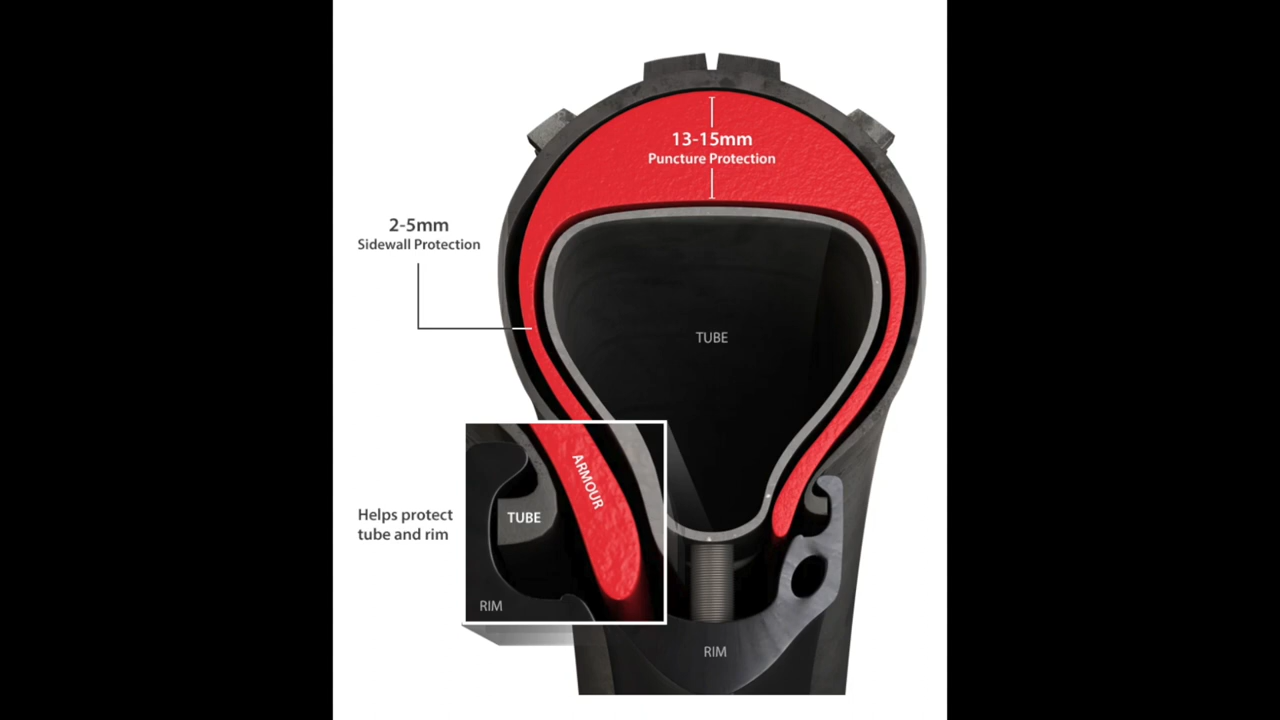 13-15mm
Puncture Protection
2-5mm
Sidewall Protection
TUBE
ARMOUR
TUBE
Helps protect
tube and rim
RIM
RIM